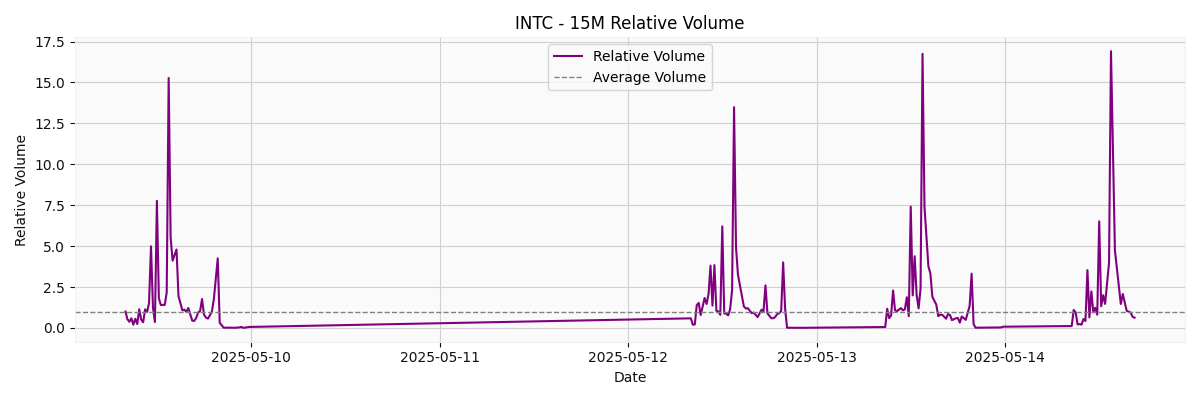 INTC - 15M Relative Volume
17.5
15.0
12.5
10.0
7.5
5.0
2.5
0.0
Relative Volume
Relative Volume
Average Volume
2025-05-10
2025-05-11
2025-05-12
2025-05-13
2025-05-14
Date